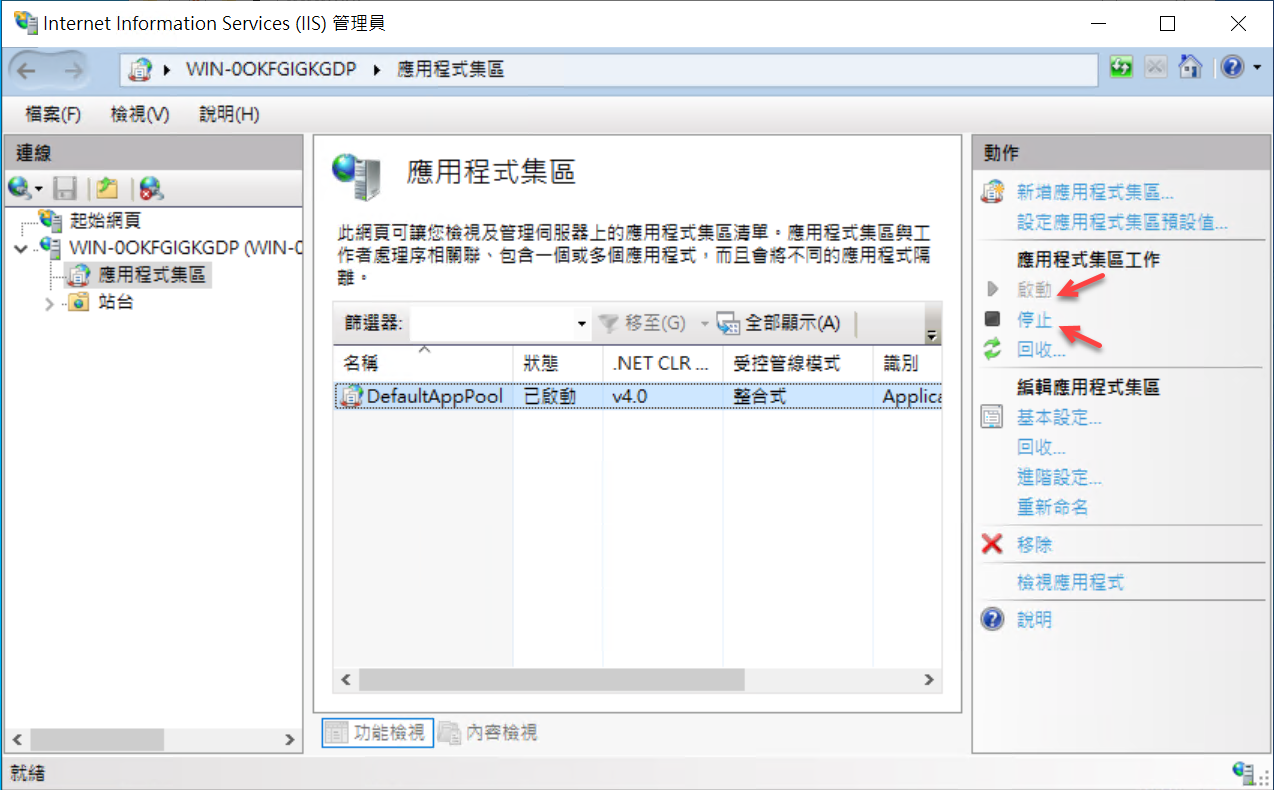 Internet Information Services (IIS) 管理員
WIN-0OKFGIGKGDP
應用程式集區
檔案(F)
檢視(V)
說明(H)
連線
起始網頁
WIN-0OKFGIGKGDP (WIN-0
應用程式集區
站台
應用程式集區
此網頁可讓您檢視及管理伺服器上的應用程式集區清單。應用程式集區與工
作者處理序相關聯、包含一個或多個應用程式，而且會將不同的應用程式隔
離。
篩選器:
移至(G)
全部顯示(A)
名稱
狀態
.NET CLR ...
受控管線模式
識別
DefaultAppPool
已啟動
v4.0
整合式
Applica
功能檢視
內容檢視
動作
新增應用程式集區...
設定應用程式集區預設值...
應用程式集區工作
啟動
停止
回收...
編輯應用程式集區
基本設定...
回收...
進階設定...
重新命名
移除
檢視應用程式
說明
就緒